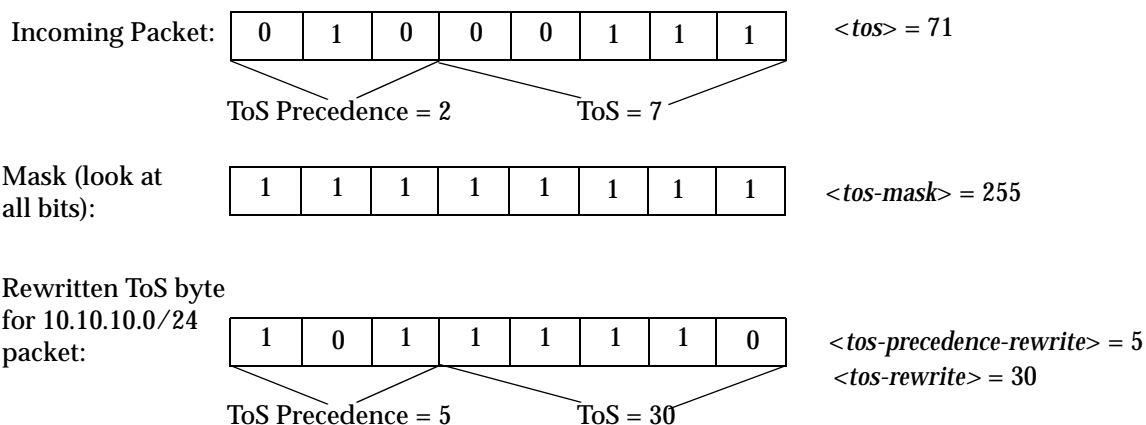 Incoming Packet: 0 1 0 0 0 1 1 1 <tos> = 71
ToS Precedence = 2 ToS = 7
Mask (look at
all bits): 1 1 1 1 1 1 1 1 <tos-mask> = 255
Rewritten ToS byte
for 10.10.10.0/24
packet: 1 0 1 1 1 1 1 0 <tos-precedence-rewrite> = 5
<tos-rewrite> = 30
ToS Precedence = 5 ToS = 30